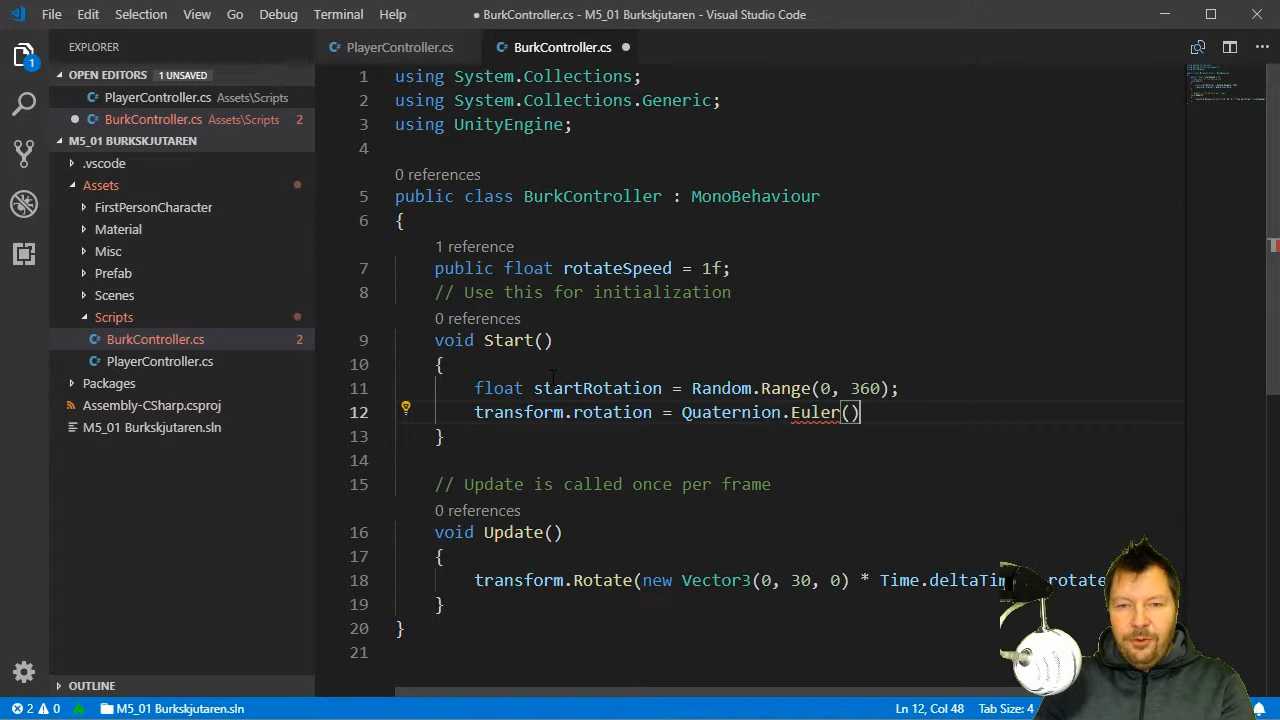 File Edit Selection View Go Debug Terminal Help
● BurkController.cs - M5_01 Burkskjutaren - Visual Studio Code
EXPLORER
OPEN EDITORS 1 UNSAVED
PlayerController.cs Assets\Scripts
BurkController.cs Assets\Scripts 2
M5_01 BURKSKJUTAREN
.vscode
Assets
FirstPersonCharacter
Material
Misc
Prefab
Scenes
Scripts
BurkController.cs 2
PlayerController.cs
Packages
Assembly-CSharp.csproj
M5_01 Burkskjutaren.sln
OUTLINE
1
PlayerController.cs
BurkController.cs ●
1 using System.Collections;
2 using System.Collections.Generic;
3 using UnityEngine;
4
0 references
5 public class BurkController : MonoBehaviour
6 {
1 reference
7 public float rotateSpeed = 1f;
8 // Use this for initialization
0 references
9 void Start()
10 {
11 float startRotation = Random.Range(0, 360);
12 transform.rotation = Quaternion.Euler()
13 }
14
15 // Update is called once per frame
0 references
16 void Update()
17 {
18 transform.Rotate(new Vector3(0, 30, 0) * Time.deltaTim rotate
19 }
20 }
21
2 0 M5_01 Burkskjutaren.sln
Ln 12, Col 48 Tab Size: 4